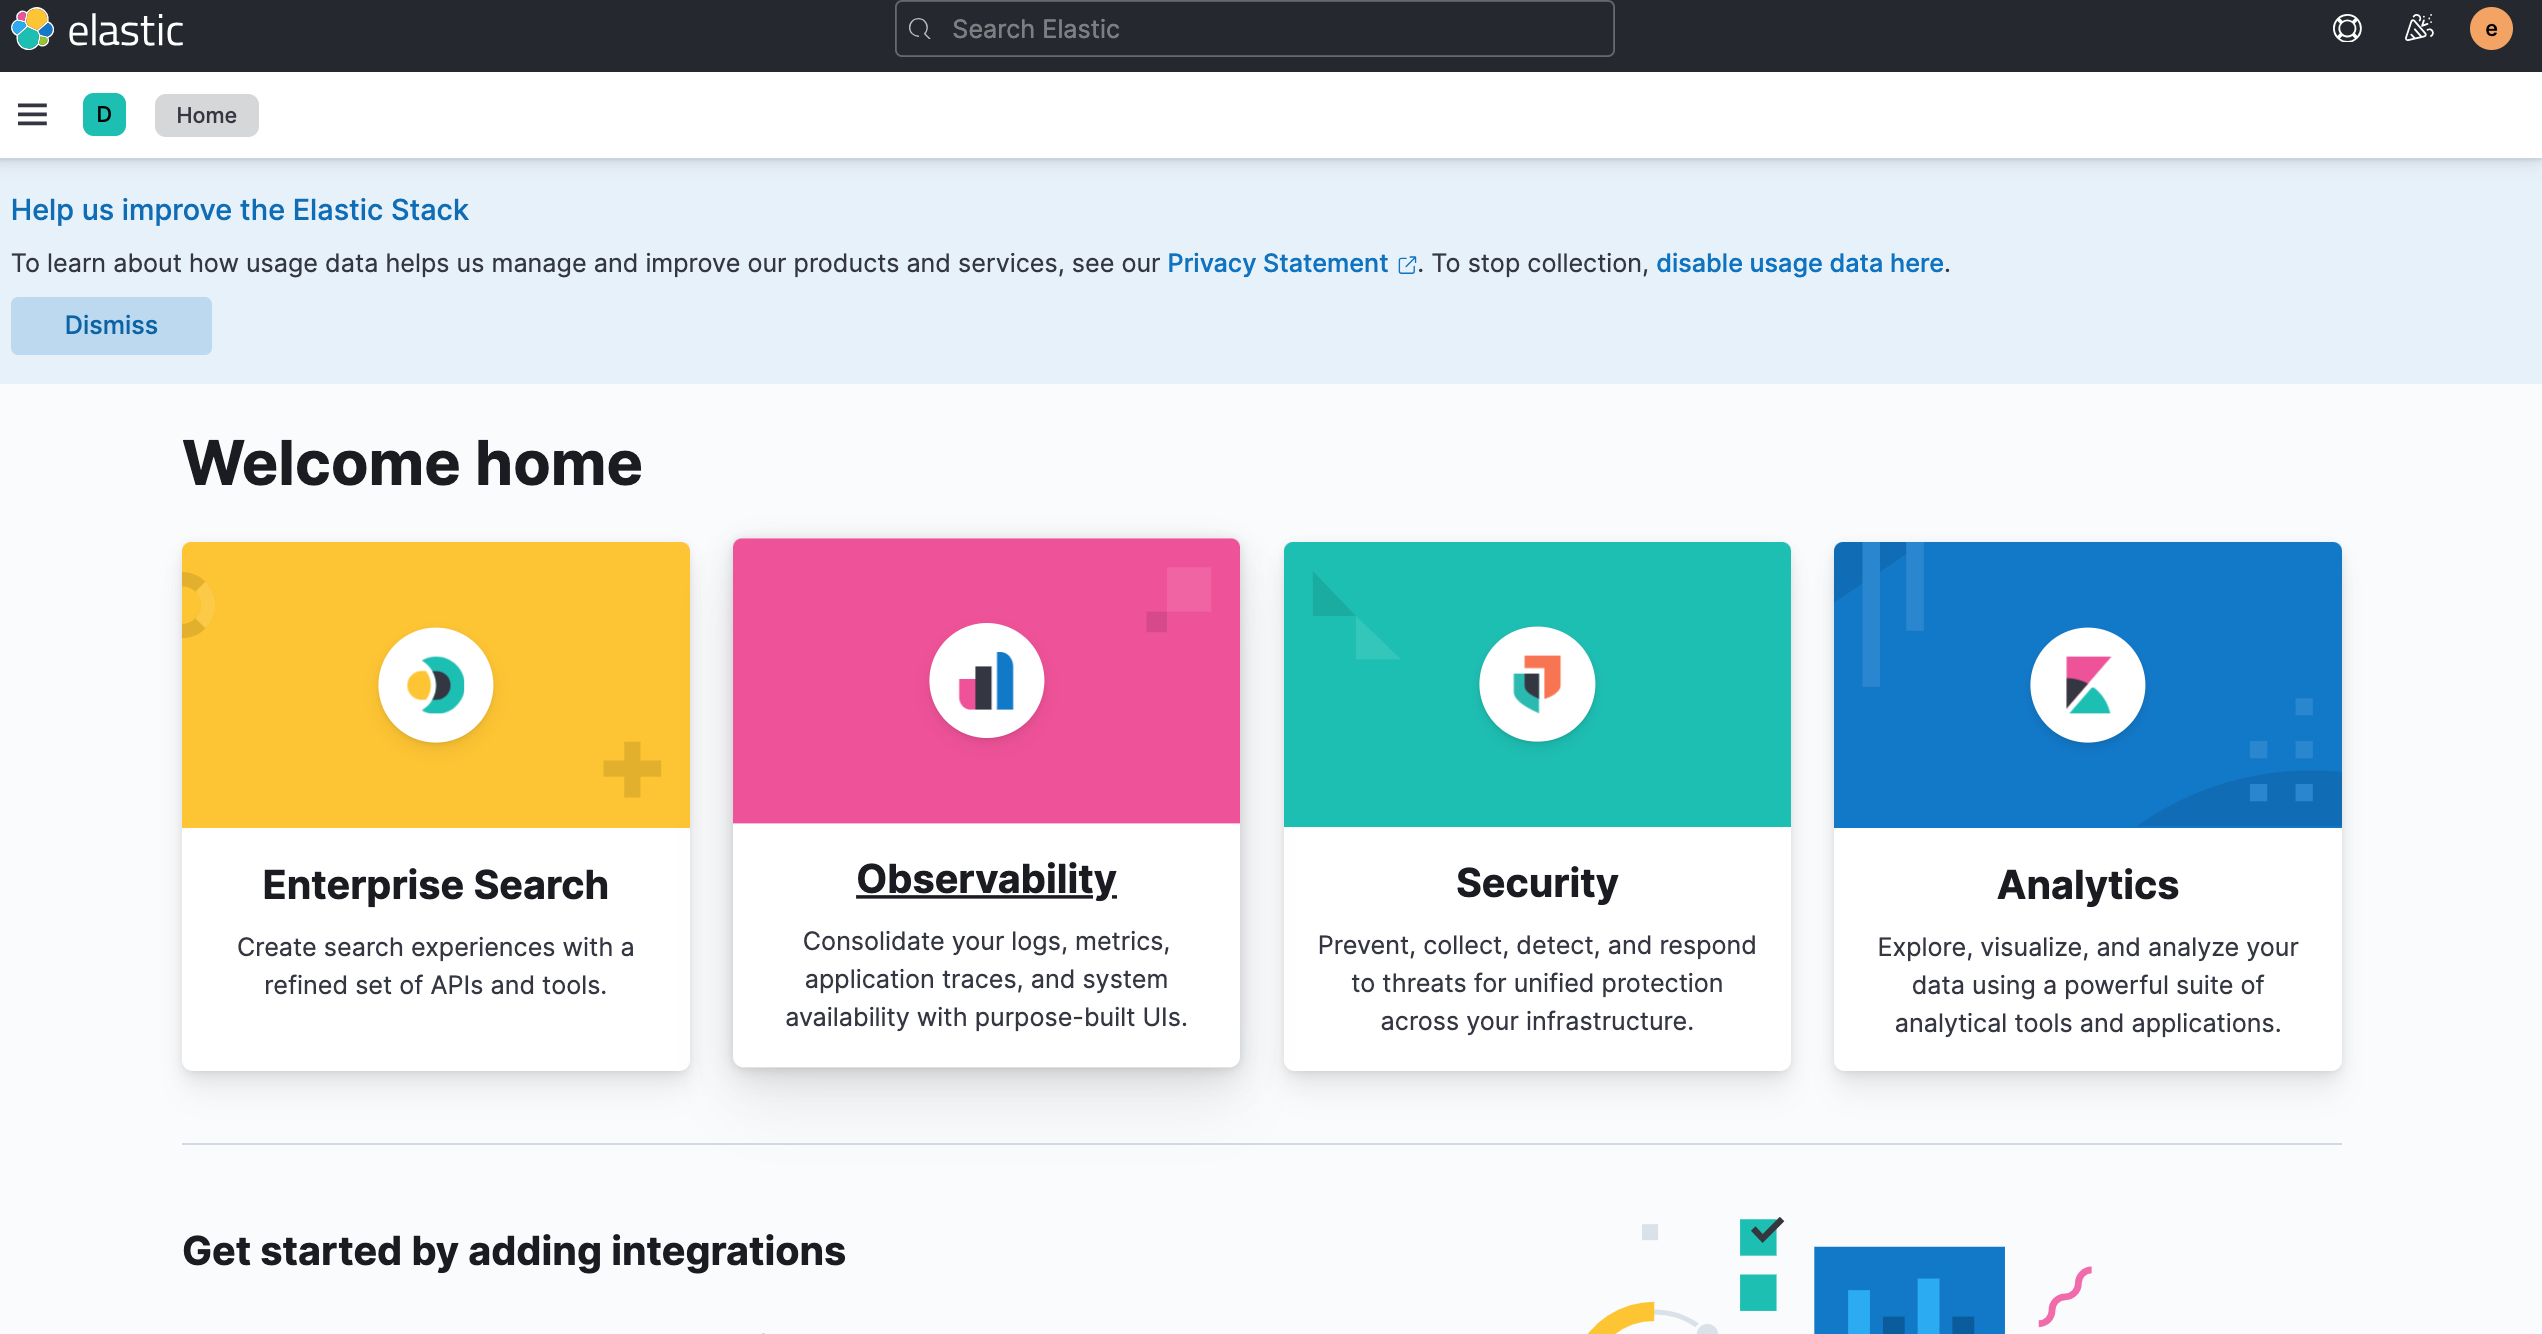 elastic
Search Elastic
e
D
Home
Help us improve the Elastic Stack
To learn about how usage data helps us manage and improve our products and services, see our Privacy Statement. To stop collection, disable usage data here.
Dismiss
Welcome home
Enterprise Search
Create search experiences with a
refined set of APIs and tools.
Observability
Consolidate your logs, metrics,
application traces, and system
availability with purpose-built UIs.
Security
Prevent, collect, detect, and respond
to threats for unified protection
across your infrastructure.
Analytics
Explore, visualize, and analyze your
data using a powerful suite of
analytical tools and applications.
Get started by adding integrations